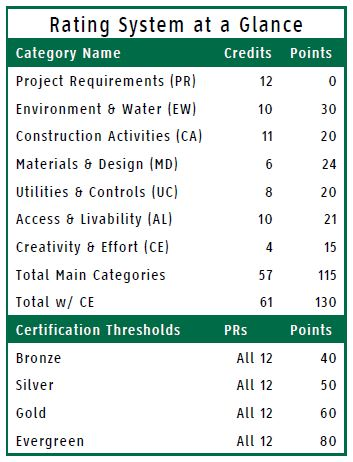 Rating System at a Glance
Category Name Credits Points
Project Requirements (PR) 12 0
Environment & Water (EW) 10 30
Construction Activities (CA) 11 20
Materials & Design (MD) 6 24
Utilities & Controls (UC) 8 20
Access & Livability (AL) 10 21
Creativity & Effort (CE) 4 15
Total Main Categories 57 115
Total w/ CE 61 130
Certification Thresholds PRs Points
Bronze All 12 40
Silver All 12 50
Gold All 12 60
Evergreen All 12 80